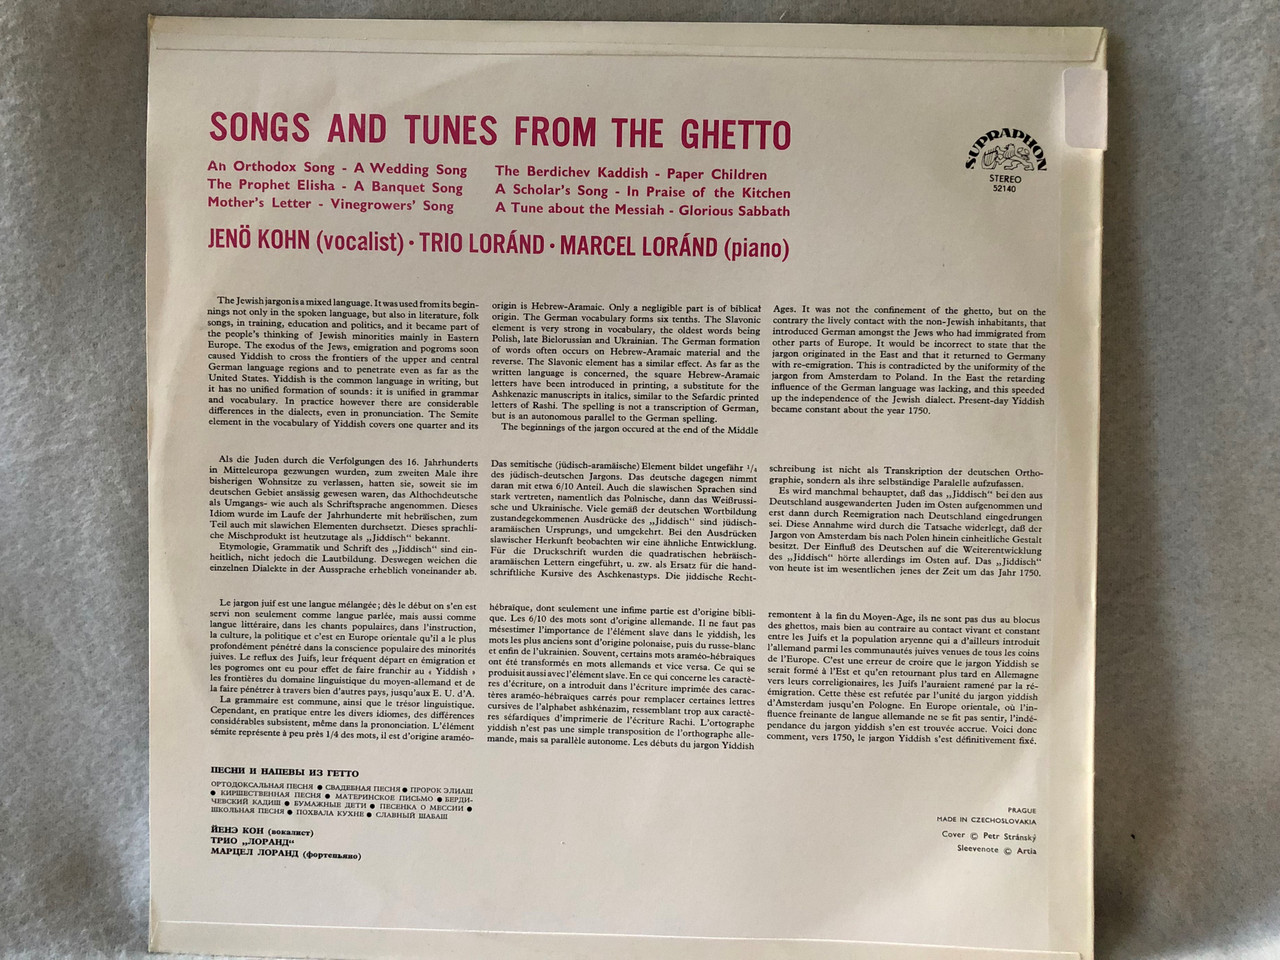 SONGS AND TUNES FROM THE GHETTO
An Orthodox Song - A Wedding Song
The Prophet Elisha - A Banquet Song
Mother's Letter - Vinegrowers' Song
The Berdichev Kaddish - Paper Children
A Scholar's Song - In Praise of the Kitchen
A Tune about the Messiah - Glorious Sabbath
JENÖ KOHN (vocalist) · TRIO LORÁND · MARCEL LORÁND (piano)
SUPRAPHON
STEREO
52140
The Jewish jargon is a mixed language. It was used from its begin-
nings not only in the spoken language, but also in literature, folk
songs, in training, education and politics, and it became part of
the people's thinking of Jewish minorities mainly in Eastern
Europe. The exodus of the Jews, emigration and pogroms soon
caused Yiddish to cross the frontiers of the upper and central
German language regions and to penetrate even as far as the
United States. Yiddish is the common language in writing, but
it has no unified formation of sounds: it is unified in grammar
and vocabulary. In practice however there are considerable
differences in the dialects, even in pronunciation. The Semite
element in the vocabulary of Yiddish covers one quarter and its
origin is Hebrew-Aramaic. Only a negligible part is of biblical
origin. The German vocabulary forms six tenths. The Slavonic
element is very strong in vocabulary, the oldest words being
Polish, late Bielorussian and Ukrainian. The German formation
of words often occurs on Hebrew-Aramaic material and the
reverse. The Slavonic element has a similar effect. As far as the
written language is concerned, the square Hebrew-Aramaic
letters have been introduced in printing, a substitute for the
Ashkenazic manuscripts in italics, similar to the Sefardic printed
letters of Rashi. The spelling is not a transcription of German,
but is an autonomous parallel to the German spelling.
The beginnings of the jargon occured at the end of the Middle
Ages. It was not the confinement of the ghetto, but on the
contrary the lively contact with the non-Jewish inhabitants, that
introduced German amongst the Jews who had immigrated from
other parts of Europe. It would be incorrect to state that the
jargon originated in the East and that it returned to Germany
with re-emigration. This is contradicted by the uniformity of the
jargon from Amsterdam to Poland. In the East the retarding
influence of the German language was lacking, and this speeded
up the independence of the Jewish dialect. Present-day Yiddish
became constant about the year 1750.
Als die Juden durch die Verfolgungen des 16. Jahrhunderts
in Mitteleuropa gezwungen wurden, zum zweiten Male ihre
bisherigen Wohnsitze zu verlassen, hatten sie, soweit sie im
deutschen Gebiet ansässig gewesen waren, das Althochdeutsche
als Umgangs- wie auch als Schriftsprache angenommen. Dieses
Idiom wurde im Laufe der Jahrhunderte mit hebräischen, zum
Teil auch mit slawichen Elementen durchsetzt. Dieses sprachli-
che Mischprodukt ist heutzutage als „Jiddisch" bekannt.
Etymologie, Grammatik und Schrift des „Jiddisch" sind ein-
heitlich, nicht jedoch die Lautbildung. Deswegen weichen die
einzelnen Dialekte in der Aussprache erheblich voneinander ab.
Das semitische (jüdisch-aramäische) Element bildet ungefähr 1/4
des jüdisch-deutschen Jargons. Das deutsche dagegen nimmt
daran mit etwa 6/10 Anteil. Auch die slawischen Sprachen sind
stark vertreten, namentlich das Polnische, dann das Weißrussi-
sche und Ukrainische. Viele gemäß der deutschen Wortbildung
zustandegekommenen Ausdrücke des „Jiddisch" sind jüdisch-
aramäischen Ursprungs, und umgekehrt. Bei den Ausdrücken
slawischer Herkunft beobachten wir eine ähnliche Entwicklung.
Für die Druckschrift wurden die quadratischen hebräisch-
aramäischen Lettern eingeführt, u. zw. als Ersatz für die hand-
schriftliche Kursive des Aschkenastyps. Die jiddische Recht-
schreibung ist nicht als Transkription der deutschen Ortho-
graphie, sondern als ihre selbständige Paralelle aufzufasen.
Es wird manchmal behauptet, daß das „Jiddisch" bei den aus
Deutschland ausgewanderten Juden im Osten aufgenommen und
erst dann durch Reemigration nach Deutschland eingedrungen
sei. Diese Annahme wird durch die Tatsache widerlegt, daß der
Jargon von Amsterdam bis nach Polen hinein einheitliche Gestalt
besitzt. Der Einfluß des Deutschen auf die Weiterentwicklung
des „Jiddisch" hörte allerdings im Osten auf. Das „Jiddisch"
von heute ist im wesentlichen jenes der Zeit um das Jahr 1750.
Le jargon juif est une langue mélangée; dès le début on s'en est
servi non seulement comme langue parlée, mais aussi comme
langue littéraire, dans les chants populaires, dans l'instruction,
la culture, la politique et c'est en Europe orientale qu'il a le plus
profondément pénétré dans la conscience populaire des minorités
juives. Le reflux des Juifs, leur fréquent départ en émigration et
les pogromes ont eu pour effet de faire franchir au « Yiddish »
les frontières du domaine linguistique du moyen-allemand et de
la faire pénétrer à travers bien d'autres pays, jusqu'aux E. U. d'A.
La grammaire est commune, ainsi que le trésor linguistique.
Cependant, en pratique entre les divers idiomes, des différences
considérables subsistent, même dans la prononciation. L'élément
sémite représente à peu près 1/4 des mots, il est d'origine araméo-
hébraïque, dont seulement une infime partie est d'origine bibli-
que. Les 6/10 des mots sont d'origine allemande. Il ne faut pas
mésestimer l'importance de l'élément slave dans le yiddish, les
mots les plus anciens sont d'origine polonaise, puis du russe-blanc
et enfin de l'ukrainien. Souvent, certains mots araméo-hébraïques
ont été transformés en mots allemands et vice versa. Ce qui se
produisit aussi avec l'élément slave. En ce qui concerne les caractè-
res d'écriture, on a introduit dans l'écriture imprimée des carac-
tères araméo-hébraïques carrés pour remplacer certaines lettres
cursives de l'alphabet ashkénazim, ressemblant trop aux caractè-
res séfardiques d'imprimerie de l'écriture Rachi. L'ortographe
yiddish n'est pas une simple transposition de l'orthographe alle-
mande, mais sa parallèle autonome. Les débuts du jargon Yiddish
remontent à la fin du Moyen-Age, ils ne sont pas dus au blocus
des ghettos, mais bien au contraire au contact vivant et constant
entre les Juifs et la population aryenne qui a d'ailleurs introduit
l'allemand parmi les communautés juives venues de tous les coins
de l'Europe. C'est une erreur de croire que le jargon Yiddish se
serait formé à l'Est et qu'en retournant plus tard en Allemagne
vers leurs correligionaires, les Juifs l'auraient ramené par la ré-
émigration. Cette thèse est refutée par l'unité du jargon yiddish
d'Amsterdam jusqu'en Pologne. En Europe orientale, où l'in-
fluence freinante de langue allemande ne se fit pas sentir, l'indé-
pendance du jargon yiddish s'en est trouvée accrue. Voici donc
comment, vers 1750, le jargon Yiddish s'est définitivement fixé.
ПЕСНИ И НАПЕВЫ ИЗ ГЕТТО
ОРТОДОКСАЛЬНАЯ ПЕСНЯ ● СВАДЕБНАЯ ПЕСНЯ ● ПРОРОК ЭЛИАШ
● КИРШЕСТВЕННАЯ ПЕСНЯ ● МАТЕРИНСКОЕ ПИСЬМО ● БЕРДИ-
ЧЕВСКИЙ КАДИШ ● БУМАЖНЫЕ ДЕТИ ● ПЕСЕНКА О МЕССИИ ●
ШКОЛЬНАЯ ПЕСНЯ ● ПОХВАЛА КУХНЕ ● СЛАВНЫЙ ШАБАШ
ЙЕНЭ КОН (вокалист)
ТРИО „ЛОРАНД"
МАРЦЕЛ ЛОРАНД (фортепьяно)
PRAGUE
MADE IN CZECHOSLOVAKIA
Cover © Petr Stránský
Sleevenote © Artia